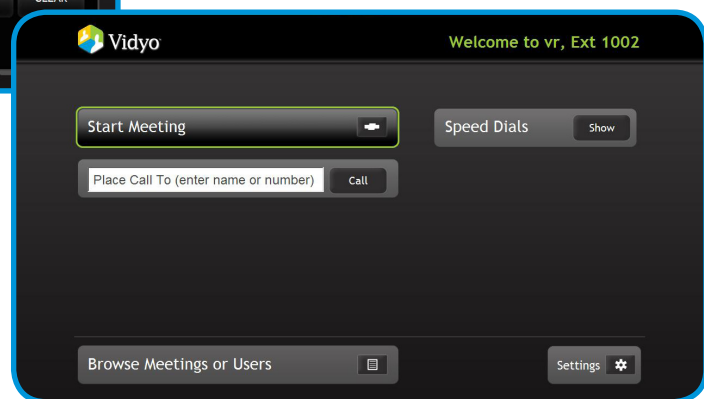 CLEAR
Vidyo
Welcome to vr, Ext 1002
Start Meeting
Speed Dials Show
Place Call To (enter name or number) Call
Browse Meetings or Users
Settings